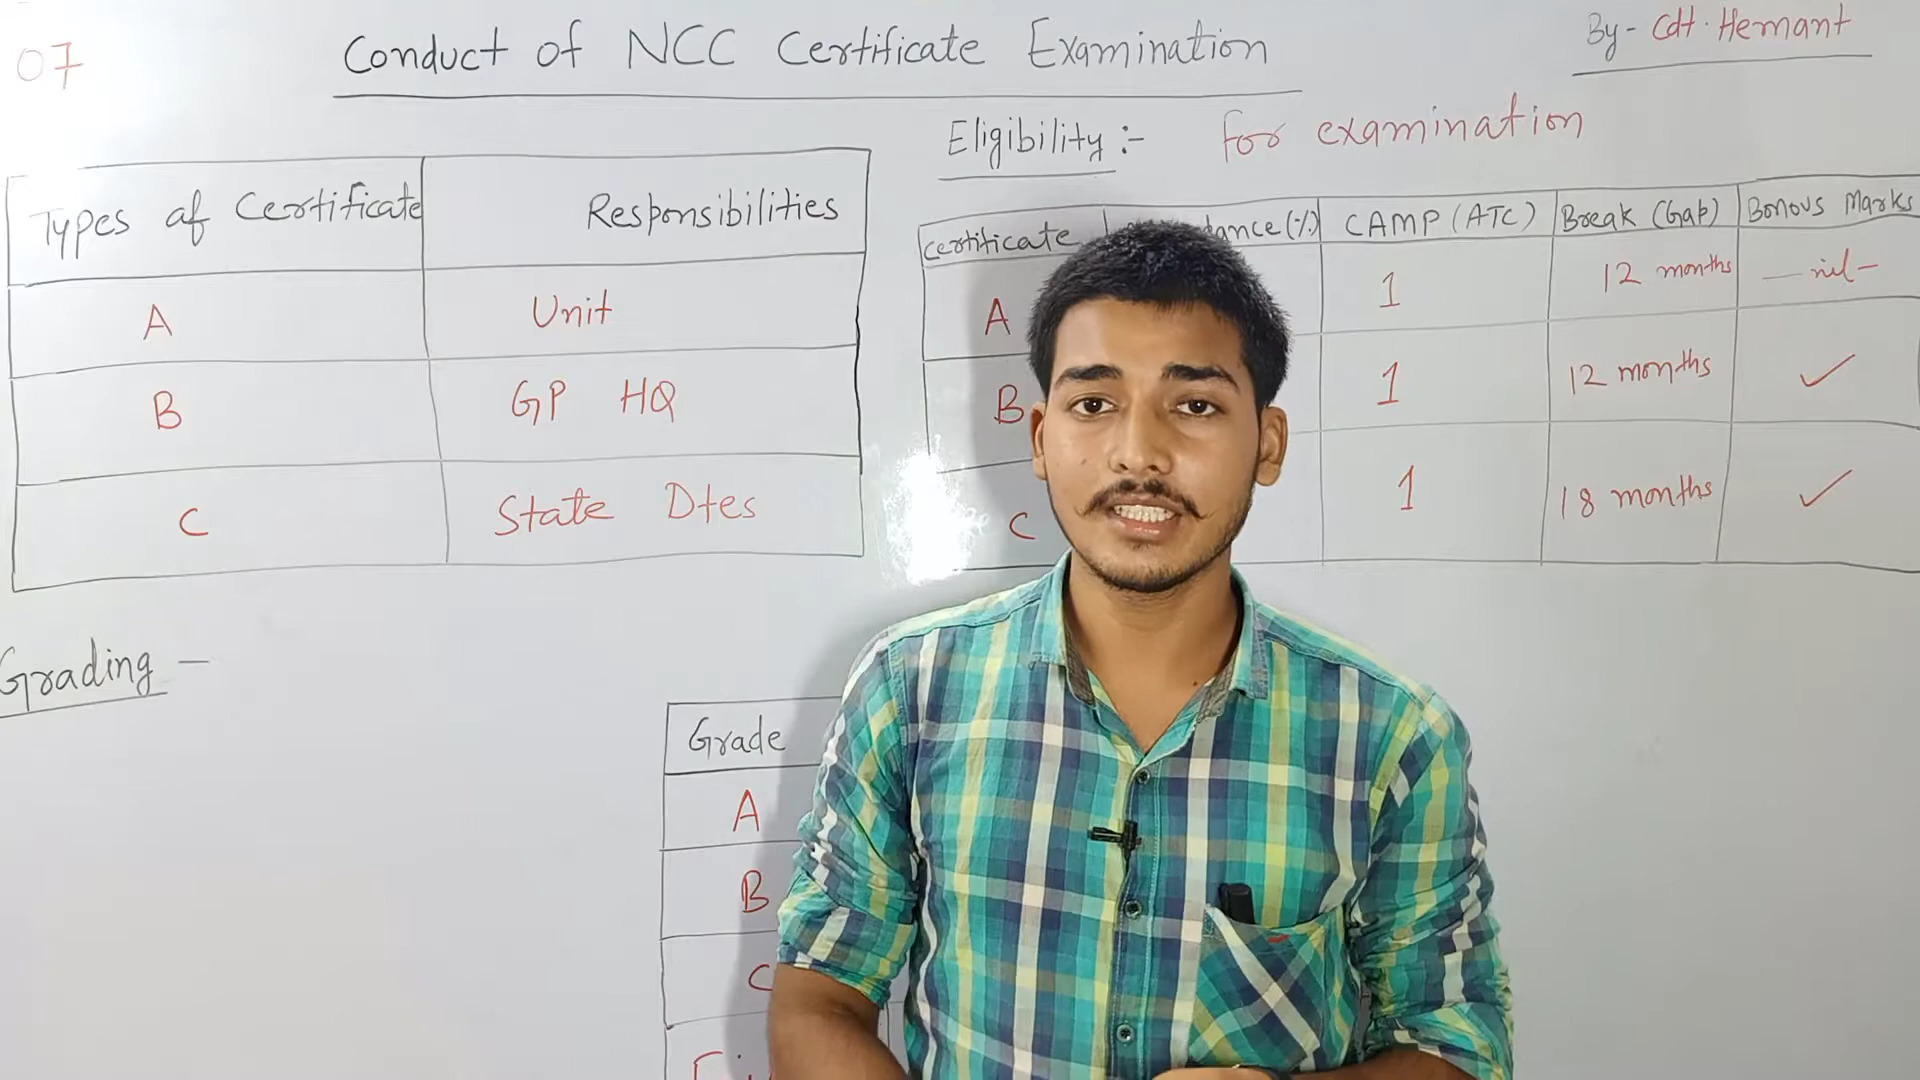 07
Conduct of NCC Certificate Examination
By- Cdt. Hemant
Types of Certificate Responsibilities
A Unit
B GP HQ
C State Dtes
Eligibility :- For examination
Certificate CAMP (ATC) Break (Gap) Bonous Marks
A 1 12 months nil
B 1 12 months ✓
C 1 18 months ✓
Grading -
Grade
A
B
C